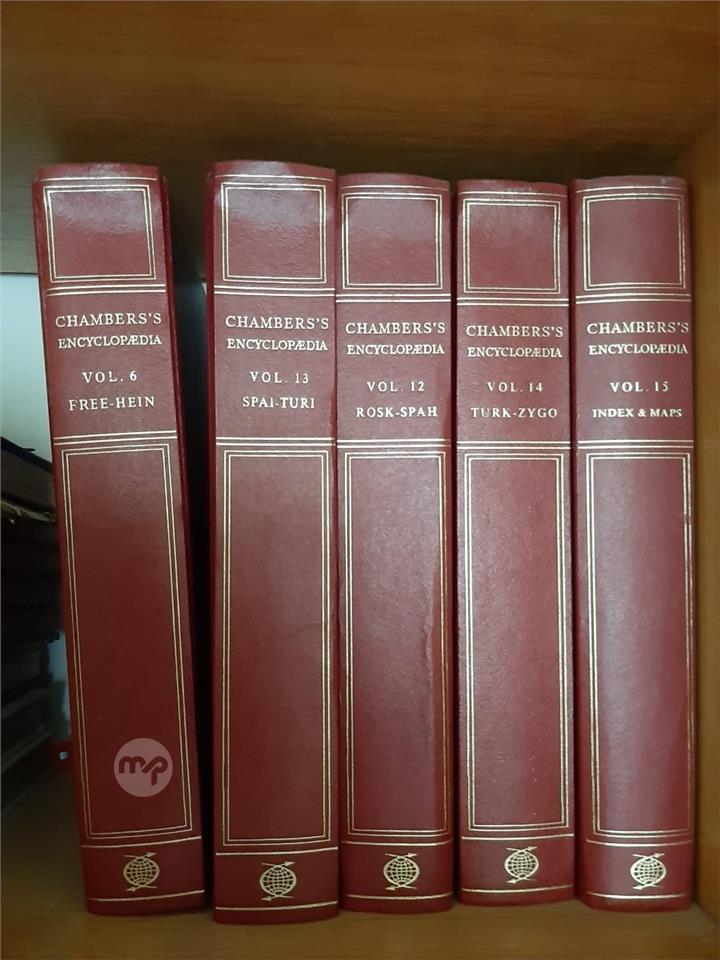 CHAMBERS'S
ENCYCLOPÆDIA
VOL. 6
FREE-HEIN
CHAMBERS'S
ENCYCLOPÆDIA
VOL. 13
SPAI-TURI
CHAMBERS'S
ENCYCLOPÆDIA
VOL. 12
ROSK-SPAH
CHAMBERS'S
ENCYCLOPÆDIA
VOL. 14
TURK-ZYGO
CHAMBERS'S
ENCYCLOPÆDIA
VOL. 15
INDEX & MAPS
mp